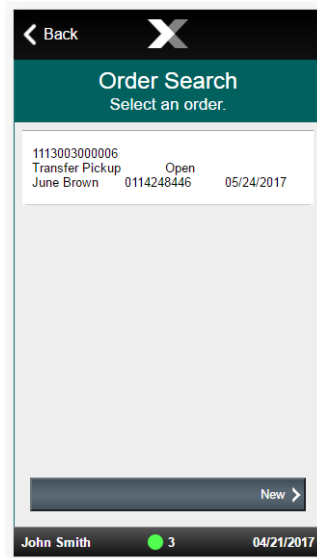 Back
Order Search
Select an order.
1113003000006
Transfer Pickup Open
June Brown 0114248446 05/24/2017
New
John Smith 3 04/21/2017